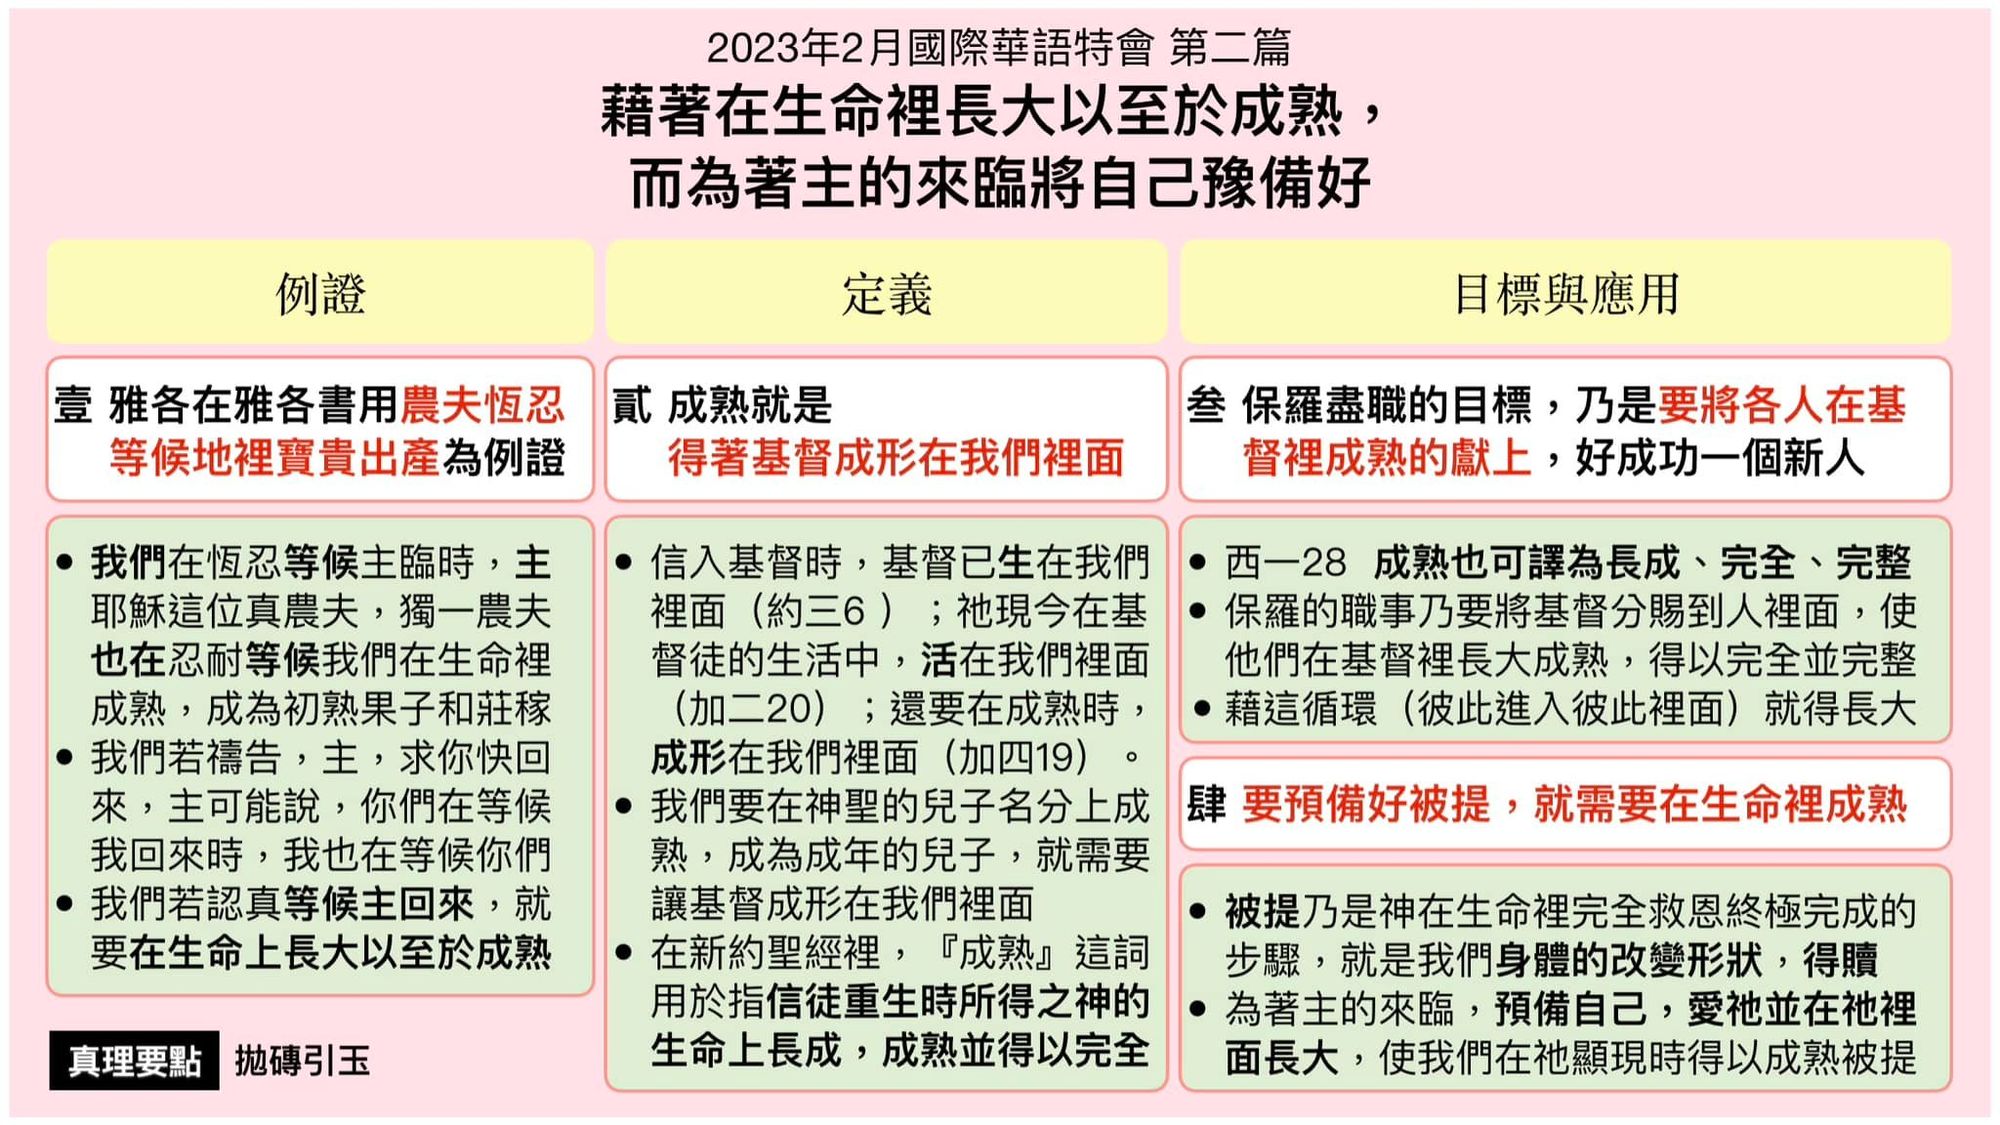 2023年2月國際華語特會 第二篇
藉著在生命裡長大以至於成熟，
而為著主的來臨將自己豫備好
例證
壹 雅各在雅各書用農夫恆忍
等候地裡寶貴出產為例證
• 我們在恆忍等候主臨時，主
耶穌這位真農夫，獨一農夫
也在忍耐等候我們在生命裡
成熟，成為初熟果子和莊稼
• 我們若禱告，主，求你快回
來，主可能說，你們在等候
我回來時，我也在等候你們
• 我們若認真等候主回來，就
要在生命上長大以至於成熟
定義
貳 成熟就是
得著基督成形在我們裡面
• 信入基督時，基督已生在我們
裡面（約三6 ）；祂現今在基
督徒的生活中，活在我們裡面
（加二20）；還要在成熟時，
成形在我們裡面（加四19）。
• 我們要在神聖的兒子名分上成
熟，成為成年的兒子，就需要
讓基督成形在我們裡面
• 在新約聖經裡，『成熟』這詞
用於指信徒重生時所得之神的
生命上長成，成熟並得以完全
目標與應用
叁 保羅盡職的目標，乃是要將各人在基
督裡成熟的獻上，好成功一個新人
• 西一28 成熟也可譯為長成、完全、完整
• 保羅的職事乃要將基督分賜到人裡面，使
他們在基督裡長大成熟，得以完全並完整
• 藉這循環（彼此進入彼此裡面）就得長大
肆 要預備好被提，就需要在生命裡成熟
• 被提乃是神在生命裡完全救恩終極完成的
步驟，就是我們身體的改變形狀，得贖
• 為著主的來臨，預備自己，愛祂並在祂裡
面長大，使我們在祂顯現時得以成熟被提
真理要點 拋磚引玉